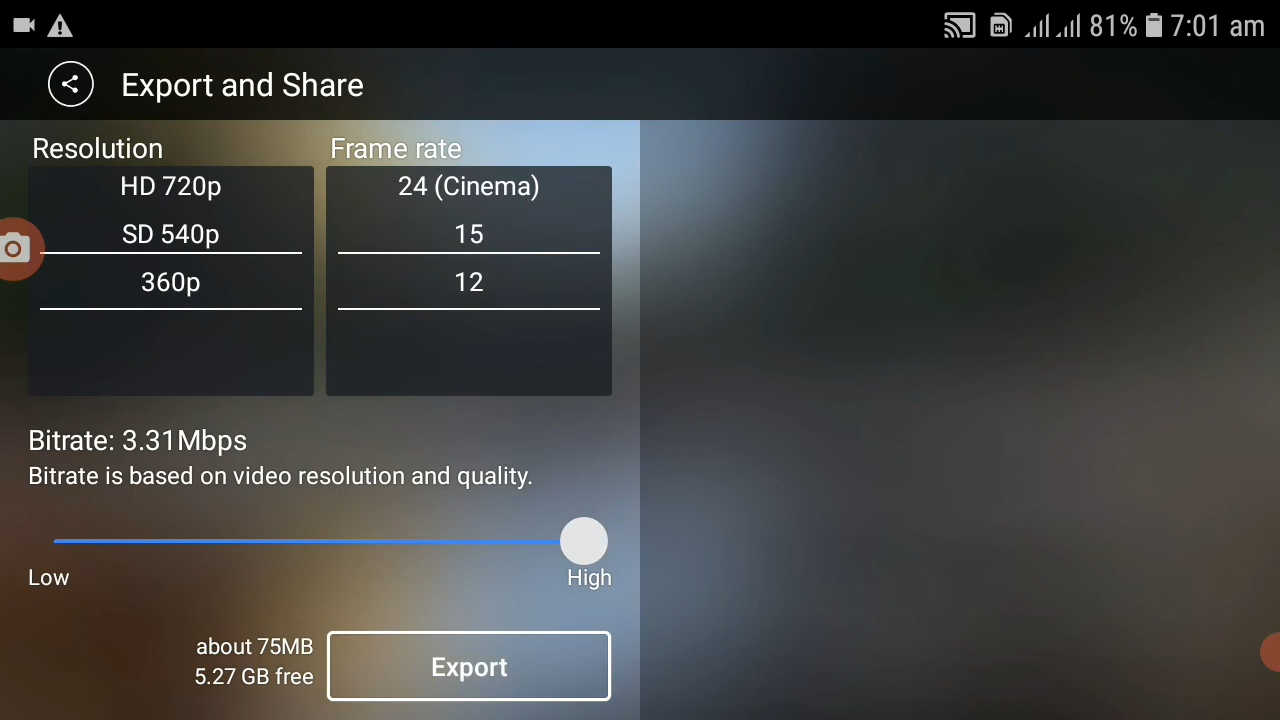 81% 7:01 am
Export and Share
Resolution
Frame rate
HD 720p
24 (Cinema)
SD 540p
15
360p
12
Bitrate: 3.31Mbps
Bitrate is based on video resolution and quality.
Low
High
about 75MB
5.27 GB free
Export